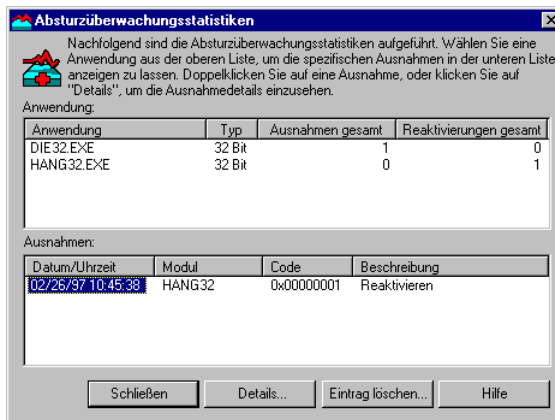 Absturzüberwachungsstatistiken
Nachfolgend sind die Absturzüberwachungsstatistiken aufgeführt. Wählen Sie eine
Anwendung aus der oberen Liste, um die spezifischen Ausnahmen in der unteren Liste
anzeigen zu lassen. Doppelklicken Sie auf eine Ausnahme, oder klicken Sie auf
"Details", um die Ausnahmedetails einzusehen.
Anwendung:
Anwendung Typ Ausnahmen gesamt Reaktivierungen gesamt
DIE32.EXE 32 Bit 1 0
HANG32.EXE 32 Bit 0 1
Ausnahmen:
Datum/Uhrzeit Modul Code Beschreibung
02/26/97 10:45:38 HANG32 0x00000001 Reaktivieren
Schließen Details... Eintrag löschen... Hilfe